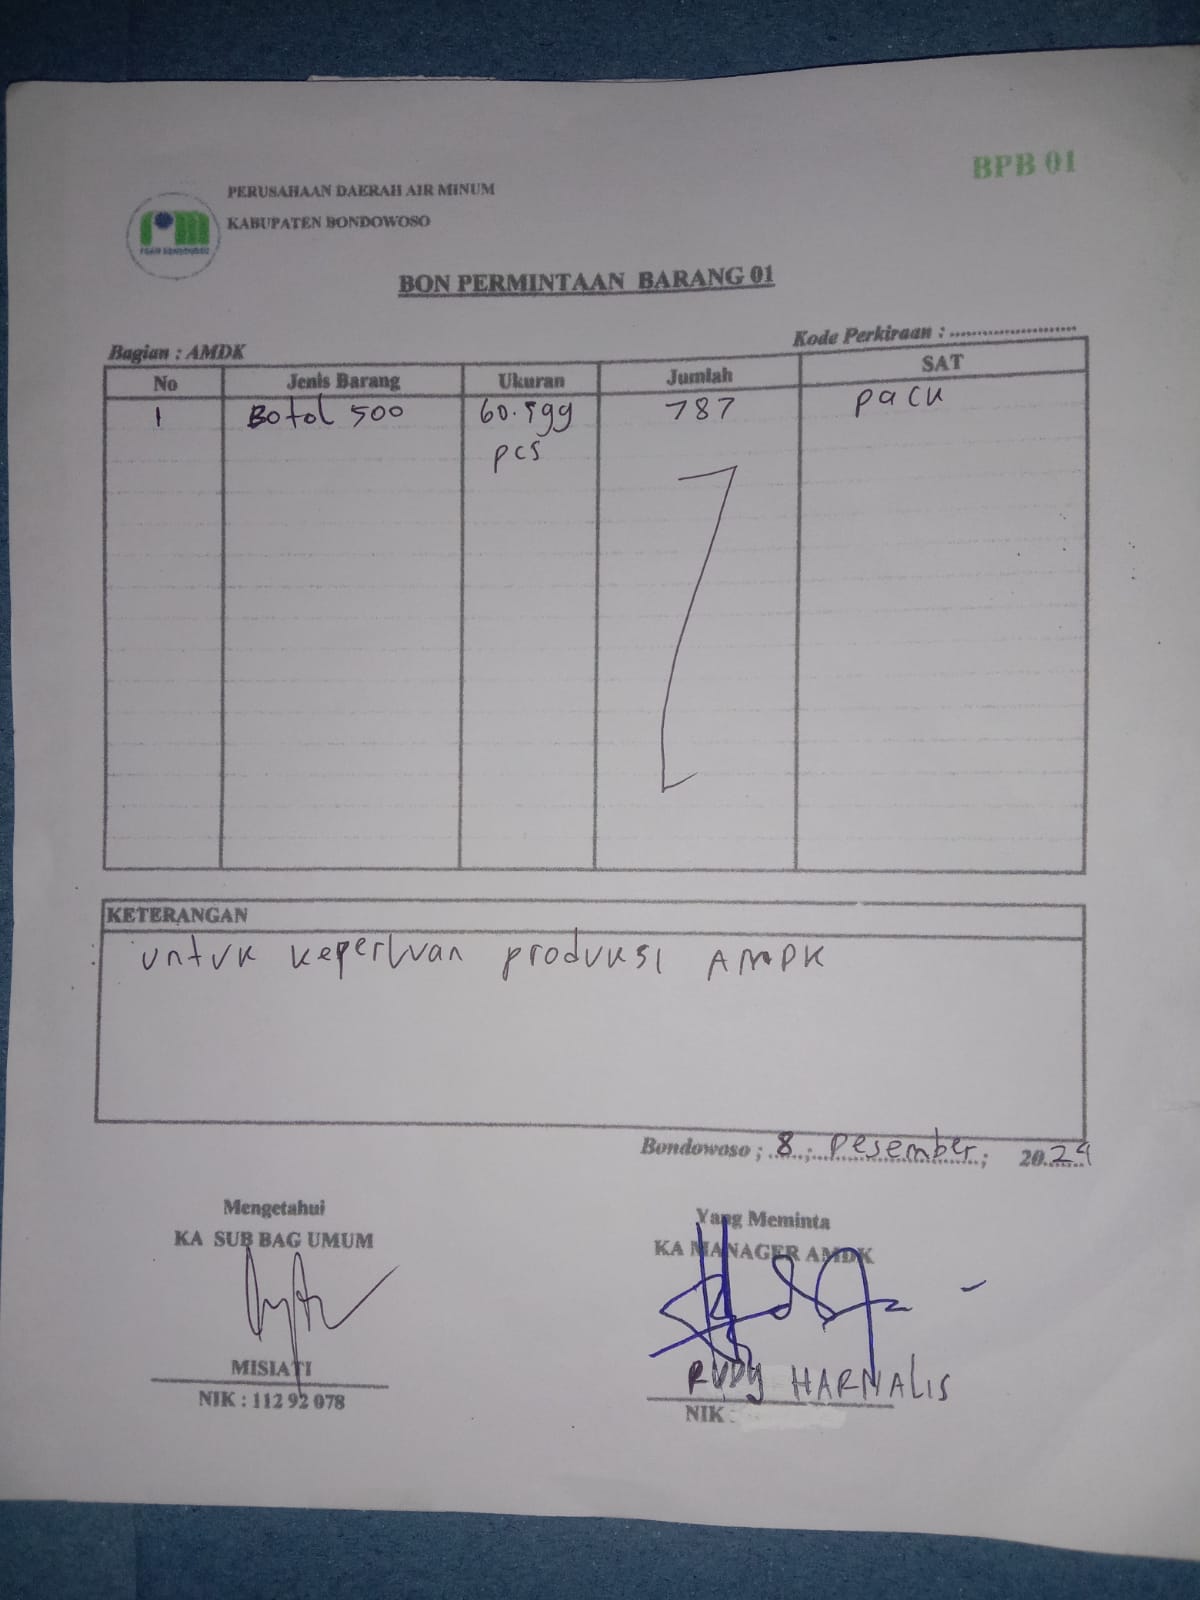 BPB 01
PERUSAHAAN DAERAH AIR MINUM
KABUPATEN BONDOWOSO
PDAM BONDOWOSO
BON PERMINTAAN BARANG 01
Bagian : AMDK
Kode Perkiraan : ........................
No Jenis Barang Ukuran Jumlah SAT
1 Botol 500 60.599 787 pack
pcs
KETERANGAN
untuk keperluan produksi AMDK
Bondowoso ; 8 ; Desember ; 2024
Mengetahui
KA SUB BAG UMUM
MISIATI
NIK : 112 92 078
Yang Meminta
KA MANAGER AMDK
RUDY HARNALIS
NIK